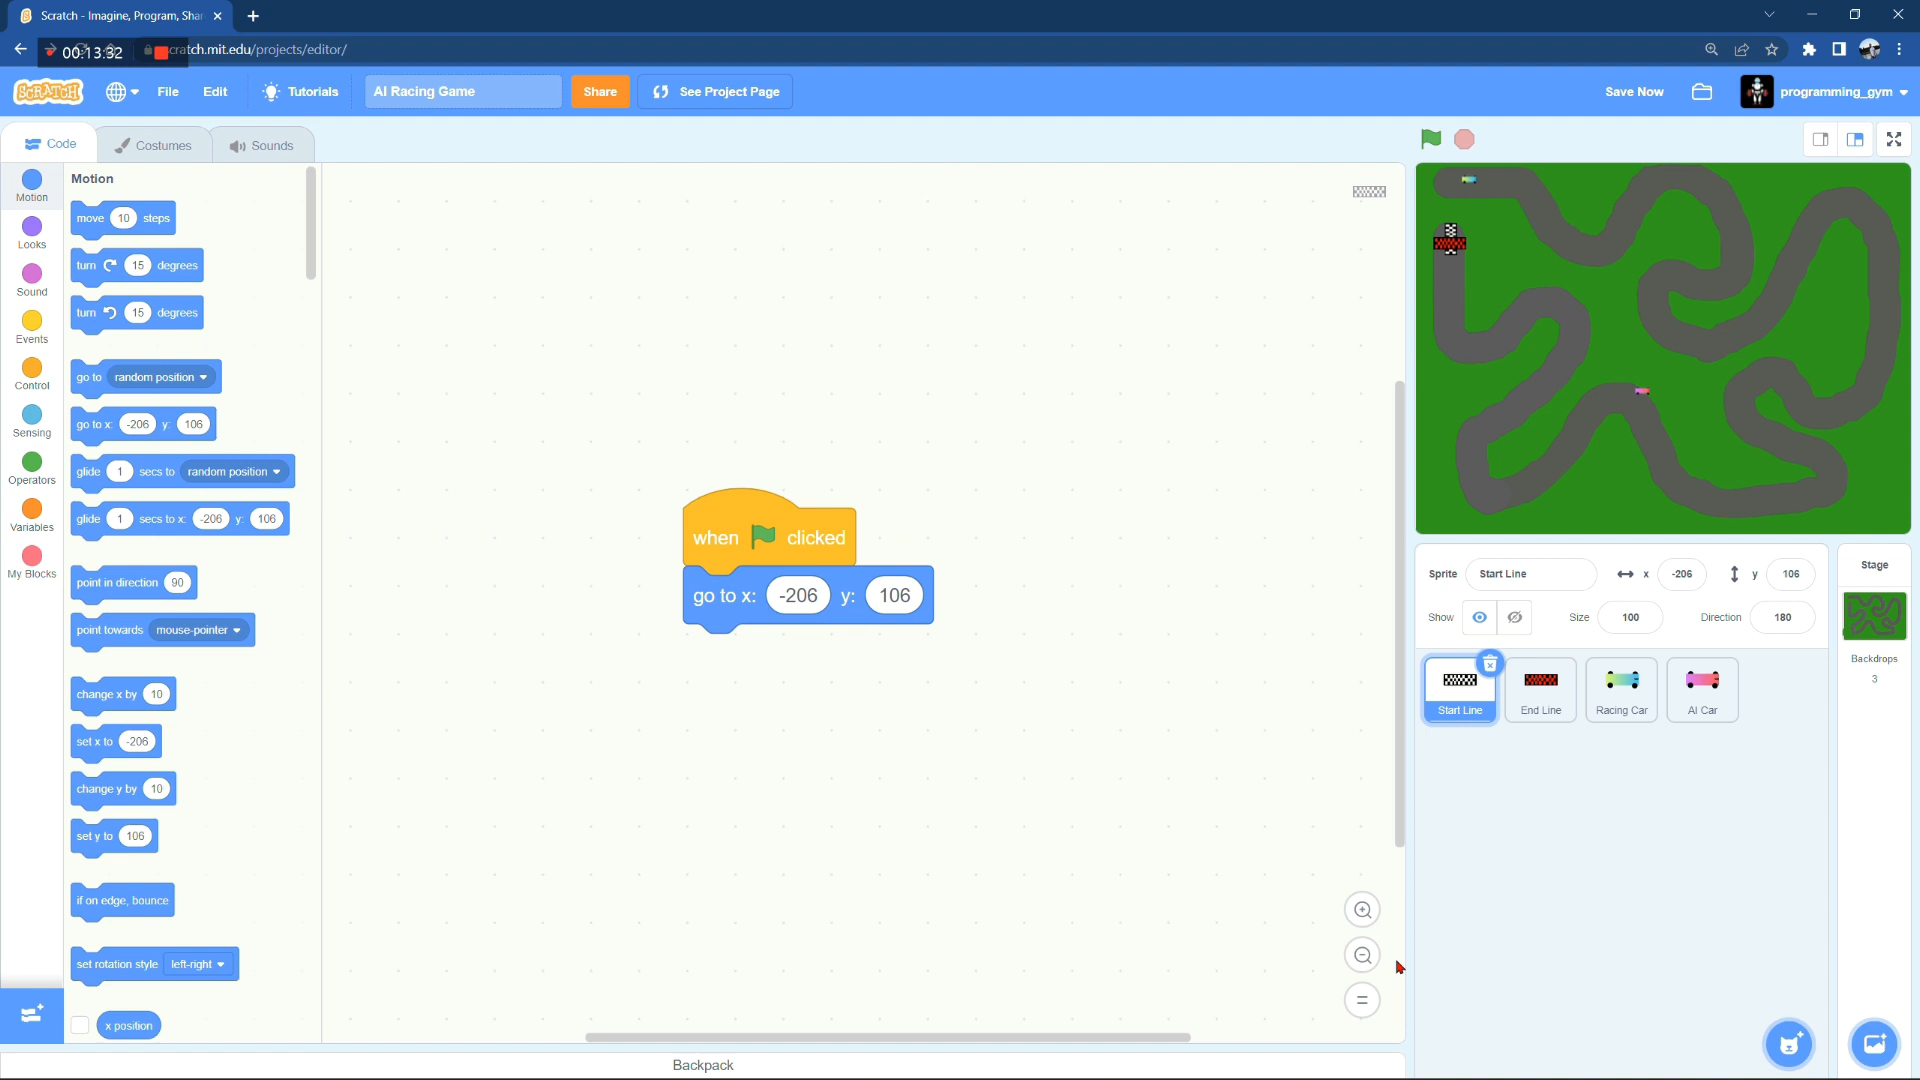 Scratch - Imagine, Program, Shar
00:13:32
cratch.mit.edu/projects/editor/
SCRATCH
File
Edit
Tutorials
AI Racing Game
Share
See Project Page
Save Now
programming_gym
Code
Costumes
Sounds
Motion
Looks
Sound
Events
Control
Sensing
Operators
Variables
My Blocks
Motion
move 10 steps
turn 15 degrees
turn 15 degrees
go to random position
go to x: -206 y: 106
glide 1 secs to random position
glide 1 secs to x: -206 y: 106
point in direction 90
point towards mouse-pointer
change x by 10
set x to -206
change y by 10
set y to 106
if on edge, bounce
set rotation style left-right
x position
when clicked
go to x: -206 y: 106
Backpack
Sprite Start Line x -206 y 106
Show Size 100 Direction 180
Start Line
End Line
Racing Car
AI Car
Stage
Backdrops
3